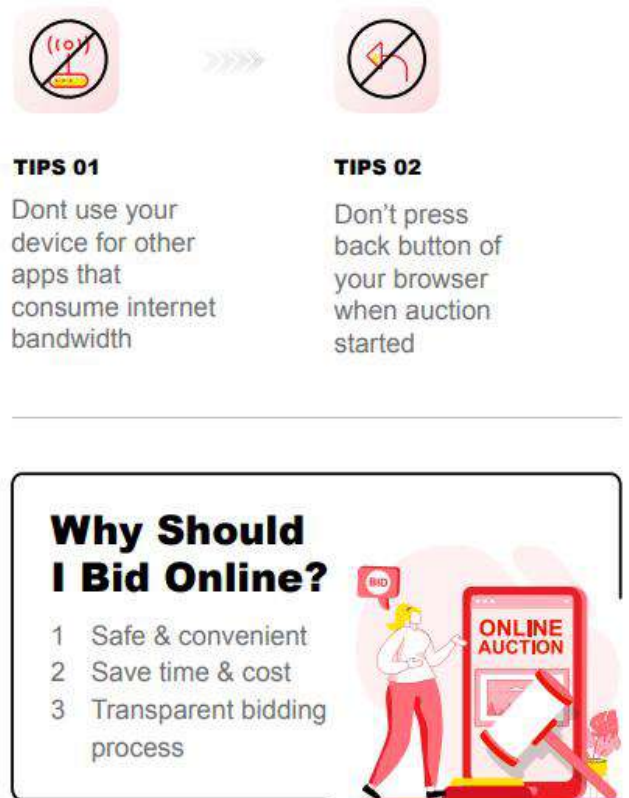 TIPS 01
Dont use your
device for other
apps that
consume internet
bandwidth
TIPS 02
Don’t press
back button of
your browser
when auction
started
Why Should
I Bid Online?
1 Safe & convenient
2 Save time & cost
3 Transparent bidding
process
BID
ONLINE
AUCTION